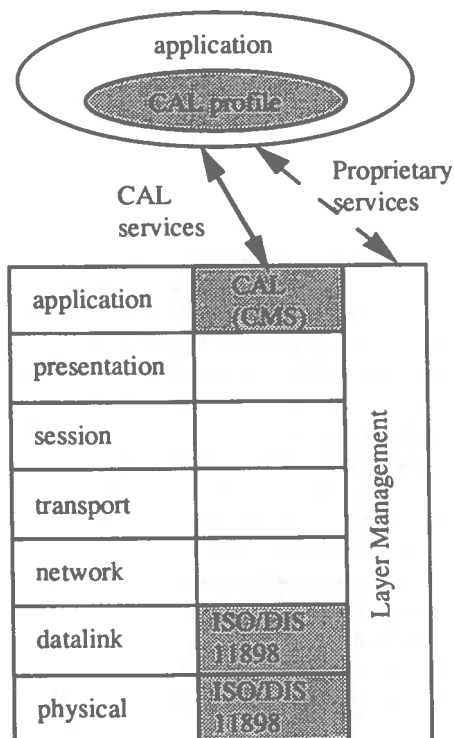 application
CAL profile
CAL
services
Proprietary
services
application
CAL
(CMS)
presentation
session
transport
network
datalink
ISO/DIS
11898
physical
ISO/DIS
11898
Layer Management